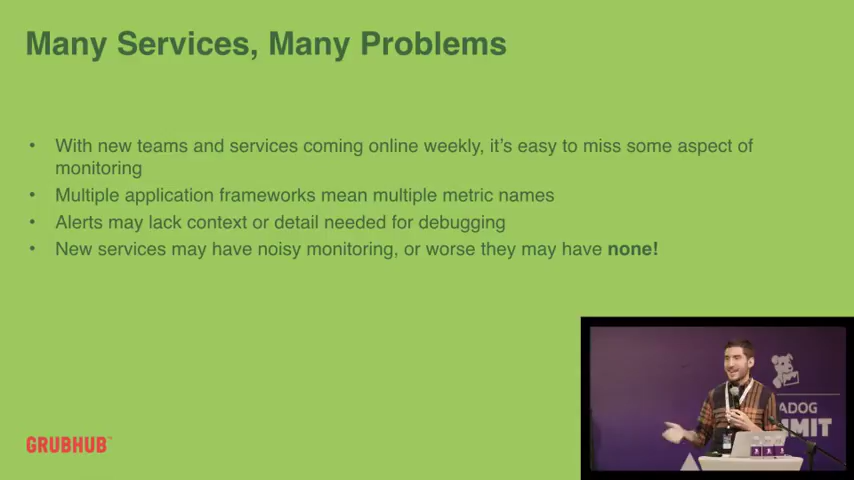 Many Services, Many Problems
• With new teams and services coming online weekly, it's easy to miss some aspect of
monitoring
• Multiple application frameworks mean multiple metric names
• Alerts may lack context or detail needed for debugging
• New services may have noisy monitoring, or worse they may have none!
ADOG
MIT
GRUBHUB